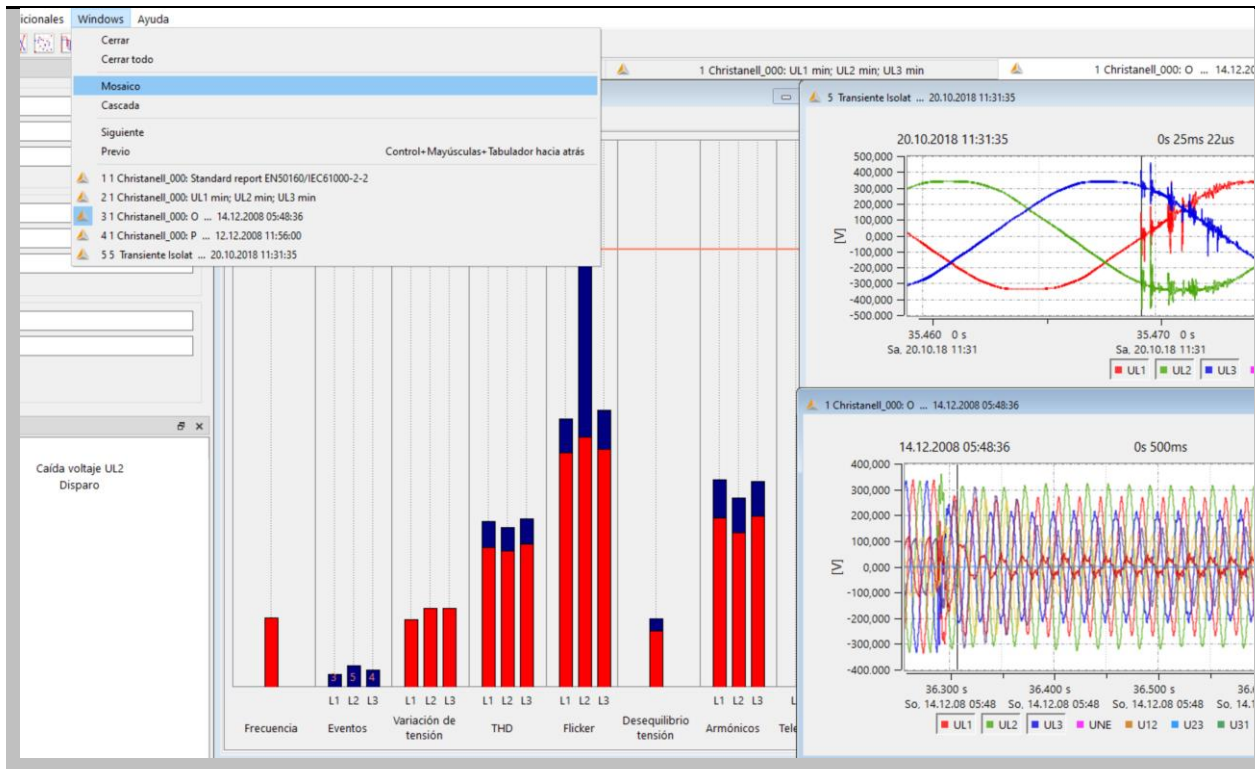 icionales Windows Ayuda
Cerrar
Cerrar todo
Mosaico
Cascada
Siguiente
Previo Control+Mayúsculas+Tabulador hacia atrás
1 1 Christanell_000: Standard report EN50160/IEC61000-2-2
2 1 Christanell_000: UL1 min; UL2 min; UL3 min
3 1 Christanell_000: O ... 14.12.2008 05:48:36
4 1 Christanell_000: P ... 12.12.2008 11:56:00
5 5 Transiente Isolat ... 20.10.2018 11:31:35
1 Christanell_000: UL1 min; UL2 min; UL3 min
1 Christanell_000: O ... 14.12.20
5 Transiente Isolat ... 20.10.2018 11:31:35
20.10.2018 11:31:35 0s 25ms 22us
500,000
400,000
300,000
200,000
100,000
0,000
-100,000
-200,000
-300,000
-400,000
-500.000
[V]
35.460 0 s 35.470 0 s
Sa. 20.10.18 11:31 Sa. 20.10.18 11:31
UL1 UL2 UL3
1 Christanell_000: O ... 14.12.2008 05:48:36
14.12.2008 05:48:36 0s 500ms
400,000
300,000
200,000
100,000
0,000
-100,000
-200,000
-300,000
-400.000
[V]
36.300 s 36.400 s 36.500 s 36.
So, 14.12.08 05:48 So, 14.12.08 05:48 So, 14.12.08 05:48 So, 14.1
UL1 UL2 UL3 UNE U12 U23 U31
Caída voltaje UL2
Disparo
3 5 4
L1 L2 L3 L1 L2 L3 L1 L2 L3 L1 L2 L3 L1 L2 L3
Frecuencia Eventos Variación de tensión THD Flicker Desequilibrio tensión Armónicos Tele